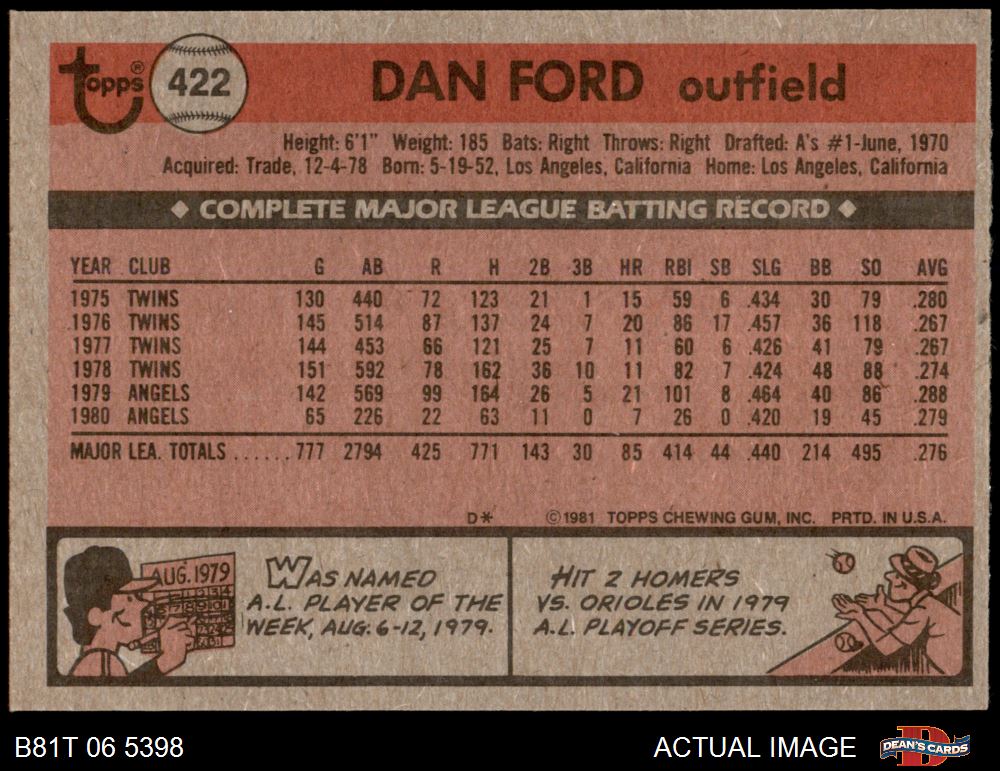 topps® 422 DAN FORD outfield
Height: 6'1" Weight: 185 Bats: Right Throws: Right Drafted: A's #1-June, 1970
Acquired: Trade, 12-4-78 Born: 5-19-52, Los Angeles, California Home: Los Angeles, California
◆ COMPLETE MAJOR LEAGUE BATTING RECORD ◆
YEAR CLUB G AB R H 2B 3B HR RBI SB SLG BB SO AVG
1975 TWINS 130 440 72 123 21 1 15 59 6 .434 30 79 .280
1976 TWINS 145 514 87 137 24 7 20 86 17 .457 36 118 .267
1977 TWINS 144 453 66 121 25 7 11 60 6 .426 41 79 .267
1978 TWINS 151 592 78 162 36 10 11 82 7 .424 48 88 .274
1979 ANGELS 142 569 99 164 26 5 21 101 8 .464 40 86 .288
1980 ANGELS 65 226 22 63 11 0 7 26 0 .420 19 45 .279
MAJOR LEA. TOTALS ......777 2794 425 771 143 30 85 414 44 .440 214 495 .276
D* ©1981 TOPPS CHEWING GUM, INC. PRTD. IN U.S.A.
AUG. 1979
WAS NAMED
A.L. PLAYER OF THE
WEEK, AUG. 6-12, 1979.
HIT 2 HOMERS
VS. ORIOLES IN 1979
A.L. PLAYOFF SERIES.
B81T 06 5398 ACTUAL IMAGE DEAN'S CARDS